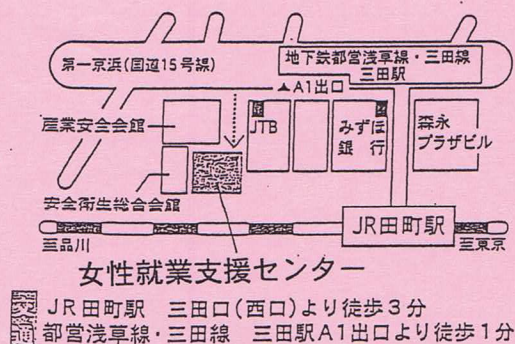 第一京浜(国道15号線)
地下鉄都営浅草線・三田線
三田駅
▲A1出口
産業安全会館
JTB
みずほ
銀行
森永
プラザビル
安全衛生総合会館
JR田町駅
至品川
至東京
女性就業支援センター
交通
JR田町駅 三田口(西口)より徒歩3分
都営浅草線・三田線 三田駅A1出口より徒歩1分